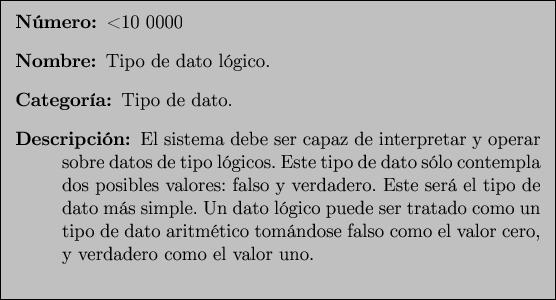 Número: <10 0000
Nombre: Tipo de dato lógico.
Categoría: Tipo de dato.
Descripción: El sistema debe ser capaz de interpretar y operar
sobre datos de tipo lógicos. Este tipo de dato sólo contempla
dos posibles valores: falso y verdadero. Este será el tipo de
dato más simple. Un dato lógico puede ser tratado como un
tipo de dato aritmético tomándose falso como el valor cero,
y verdadero como el valor uno.